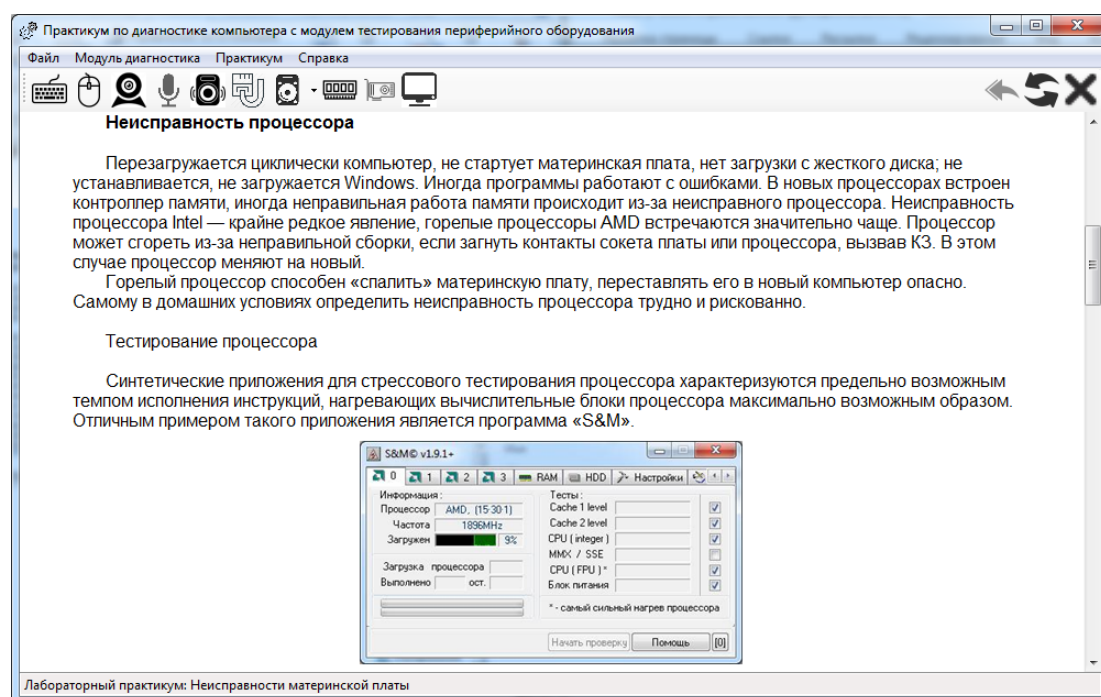 Практикум по диагностике компьютера с модулем тестирования периферийного оборудования
Файл Модуль диагностика Практикум Справка
Неисправность процессора
Перезагружается циклически компьютер, не стартует материнская плата, нет загрузки с жесткого диска; не
устанавливается, не загружается Windows. Иногда программы работают с ошибками. В новых процессорах встроен
контроллер памяти, иногда неправильная работа памяти происходит из-за неисправного процессора. Неисправность
процессора Intel — крайне редкое явление, горелые процессоры AMD встречаются значительно чаще. Процессор
может сгореть из-за неправильной сборки, если загнуть контакты сокета платы или процессора, вызвав КЗ. В этом
случае процессор меняют на новый.
Горелый процессор способен «спалить» материнскую плату, переставлять его в новый компьютер опасно.
Самому в домашних условиях определить неисправность процессора трудно и рискованно.
Тестирование процессора
Синтетические приложения для стрессового тестирования процессора характеризуются предельно возможным
темпом исполнения инструкций, нагревающих вычислительные блоки процессора максимально возможным образом.
Отличным примером такого приложения является программа «S&M».
S&M© v1.9.1+
0 1 2 3 RAM HDD Настройки
Информация: Тесты:
Процессор AMD, (15 30 1) Cache 1 level
Частота 1896MHz Cache 2 level
Загружен 9% CPU ( integer )
MMX / SSE
Загрузка процессора CPU ( FPU ) *
Выполнено ост. Блок питания
* - самый сильный нагрев процессора
Начать проверку Помощь [0]
Лабораторный практикум: Неисправности материнской платы